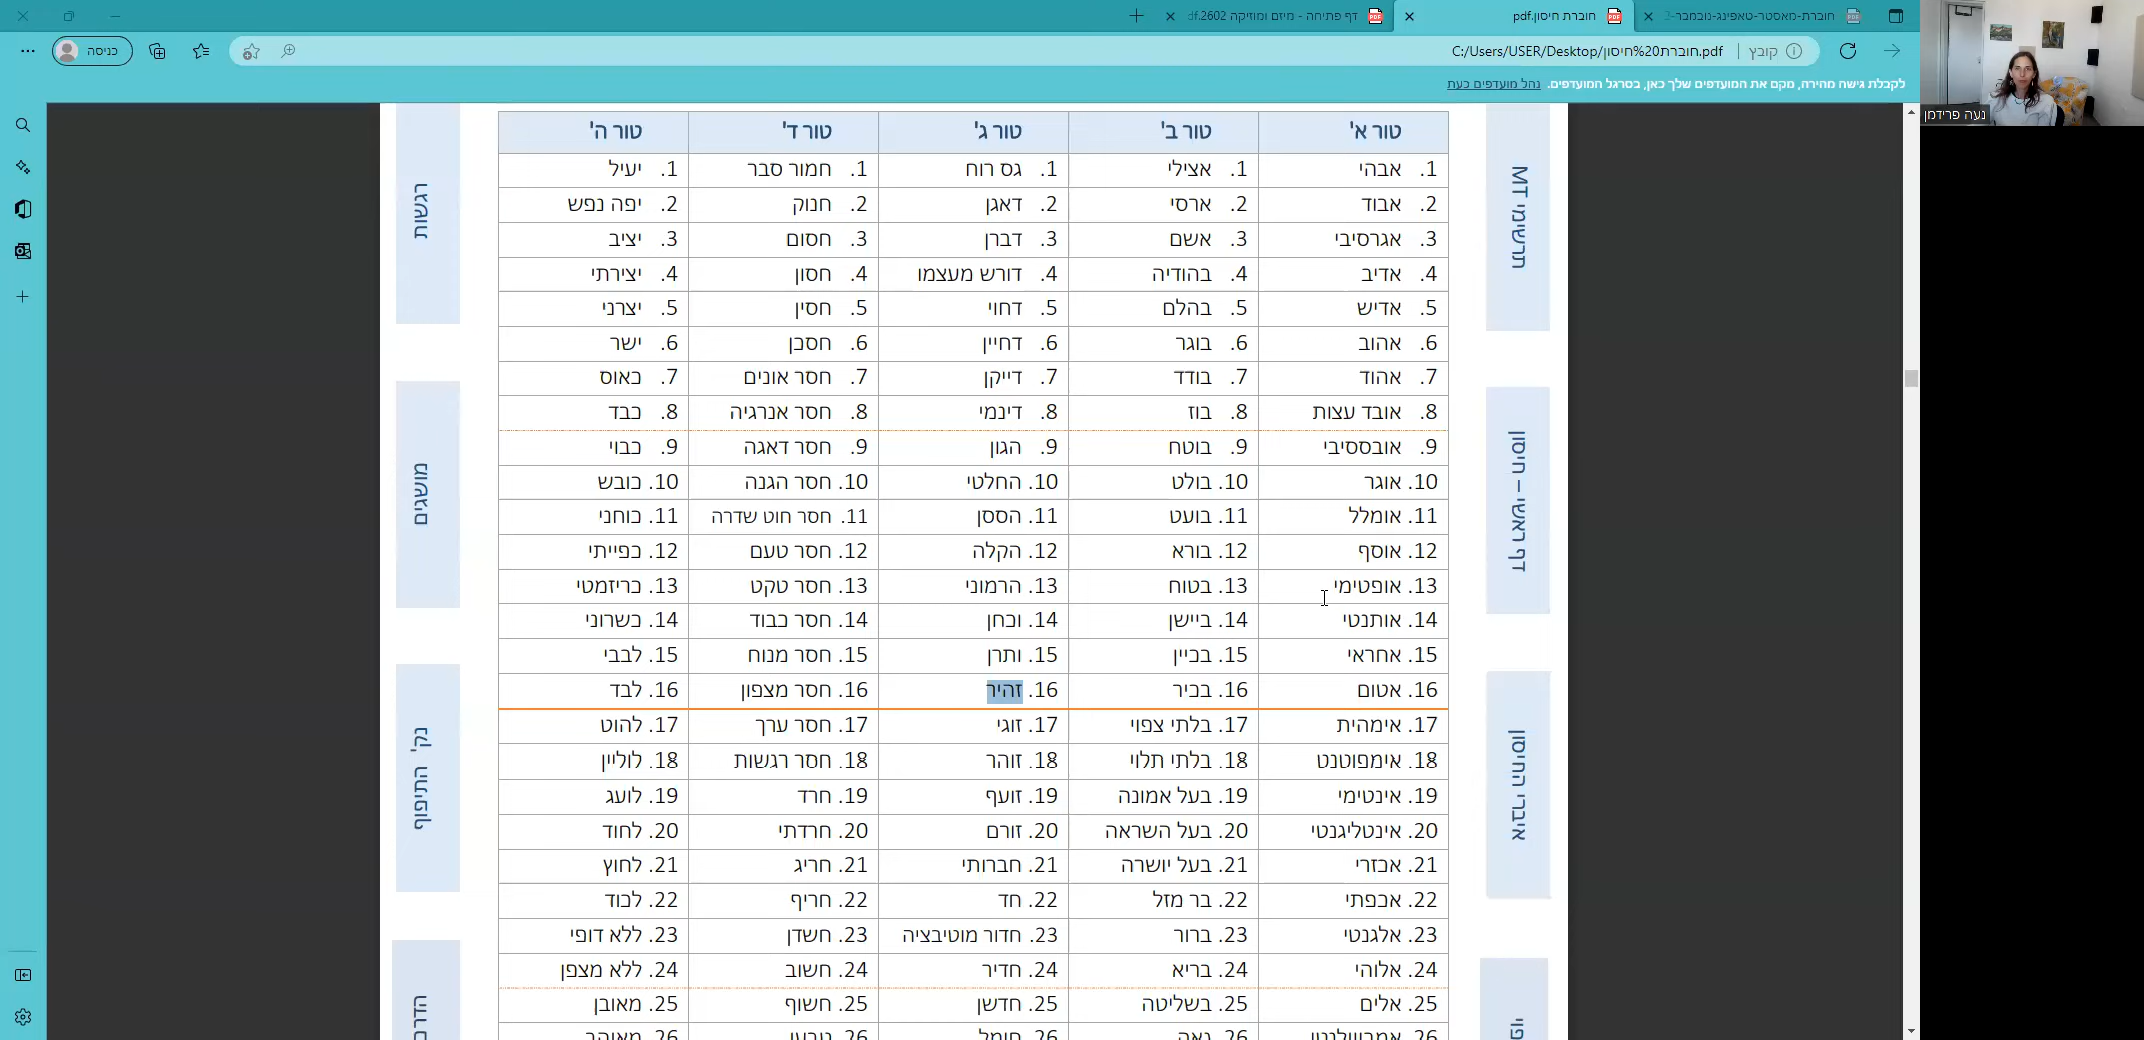 חוברת-מאסטר-טאפינג-נובמבר-2
חוברת חיסון.pdf
דף פתיחה - מיזם ומוזיקה 2602.df
קובץ
C:/Users/USER/Desktop/חוברת%20חיסון.pdf
כניסה
לקבלת גישה מהירה, מקם את המועדפים שלך כאן, בסרגל המועדפים. נהל מועדפים כעת
נעה פרידמן
תרשימי MT
דף ראשי – חיסון
איברי החיסון
רגשות
מושגים
נק' התיפוף
טור א' טור ב' טור ג' טור ד' טור ה'
1. אבהי 1. אצילי 1. גס רוח 1. חמור סבר 1. יעיל
2. אבוד 2. ארסי 2. דאגן 2. חנוק 2. יפה נפש
3. אגרסיבי 3. אשם 3. דברן 3. חסום 3. יציב
4. אדיב 4. בהודיה 4. דורש מעצמו 4. חסון 4. יצירתי
5. אדיש 5. בהלם 5. דחוי 5. חסין 5. יצרני
6. אהוב 6. בוגר 6. דחיין 6. חסכן 6. ישר
7. אהוד 7. בודד 7. דייקן 7. חסר אונים 7. כאוס
8. אובד עצות 8. בוז 8. דינמי 8. חסר אנרגיה 8. כבד
9. אובססיבי 9. בוטח 9. הגון 9. חסר דאגה 9. כבוי
10. אוגר 10. בולט 10. החלטי 10. חסר הגנה 10. כובש
11. אומלל 11. בועט 11. הססן 11. חסר חוט שדרה 11. כוחני
12. אוסף 12. בורא 12. הקלה 12. חסר טעם 12. כפייתי
13. אופטימי 13. בטוח 13. הרמוני 13. חסר טקט 13. כריזמטי
14. אותנטי 14. ביישן 14. וכחן 14. חסר כבוד 14. כשרוני
15. אחראי 15. בכיין 15. ותרן 15. חסר מנוח 15. לבבי
16. אטום 16. בכיר 16. זהיר 16. חסר מצפון 16. לבד
17. אימהית 17. בלתי צפוי 17. זוגי 17. חסר ערך 17. להוט
18. אימפוטנט 18. בלתי תלוי 18. זוהר 18. חסר רגשות 18. לוליין
19. אינטימי 19. בעל אמונה 19. זועף 19. חרד 19. לועג
20. אינטליגנטי 20. בעל השראה 20. זורם 20. חרדתי 20. לחוד
21. אכזרי 21. בעל יושרה 21. חברותי 21. חריג 21. לחוץ
22. אכפתי 22. בר מזל 22. חד 22. חריף 22. לכוד
23. אלגנטי 23. ברור 23. חדור מוטיבציה 23. חשדן 23. ללא דופי
24. אלוהי 24. בריא 24. חדיר 24. חשוב 24. ללא מצפן
25. אלים 25. בשליטה 25. חדשן 25. חשוף 25. מאובן